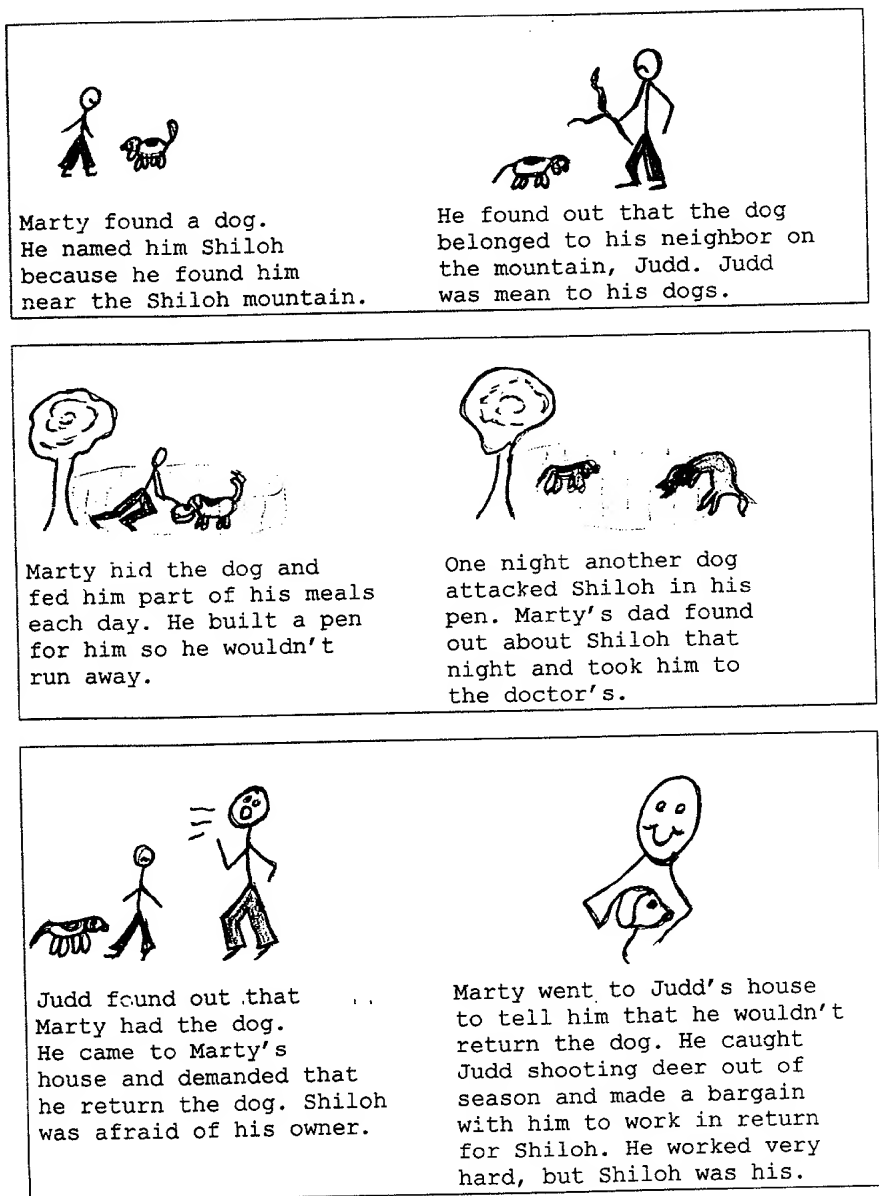 Marty found a dog.
He named him Shiloh
because he found him
near the Shiloh mountain.
He found out that the dog
belonged to his neighbor on
the mountain, Judd. Judd
was mean to his dogs.
Marty hid the dog and
fed him part of his meals
each day. He built a pen
for him so he wouldn't
run away.
One night another dog
attacked Shiloh in his
pen. Marty's dad found
out about Shiloh that
night and took him to
the doctor's.
Judd found out that
Marty had the dog.
He came to Marty's
house and demanded that
he return the dog. Shiloh
was afraid of his owner.
Marty went to Judd's house
to tell him that he wouldn't
return the dog. He caught
Judd shooting deer out of
season and made a bargain
with him to work in return
for Shiloh. He worked very
hard, but Shiloh was his.